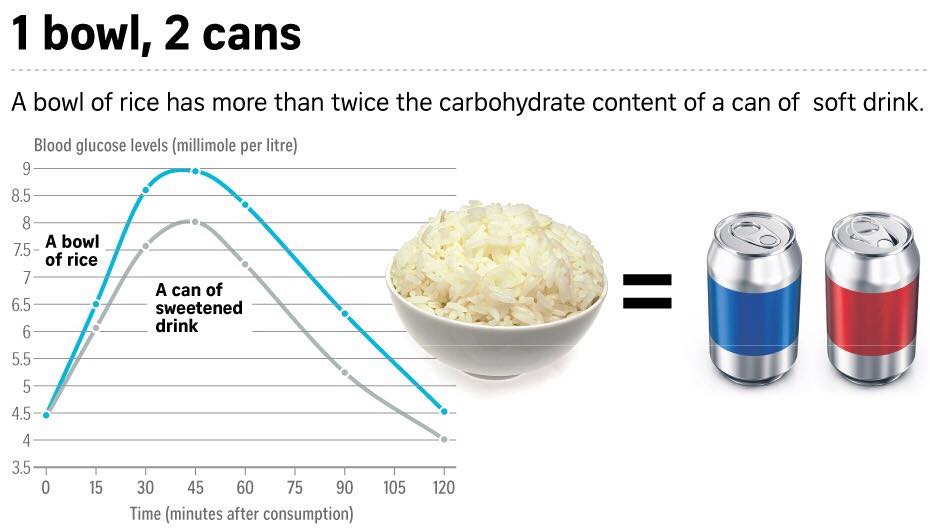 1 bowl, 2 cans
A bowl of rice has more than twice the carbohydrate content of a can of soft drink.
Blood glucose levels (millimole per litre)
9
8.5
8
7.5
7
6.5
6
5.5
5
4.5
4
3.5
A bowl
of rice
A can of
sweetened
drink
=
0 15 30 45 60 75 90 105 120
Time (minutes after consumption)